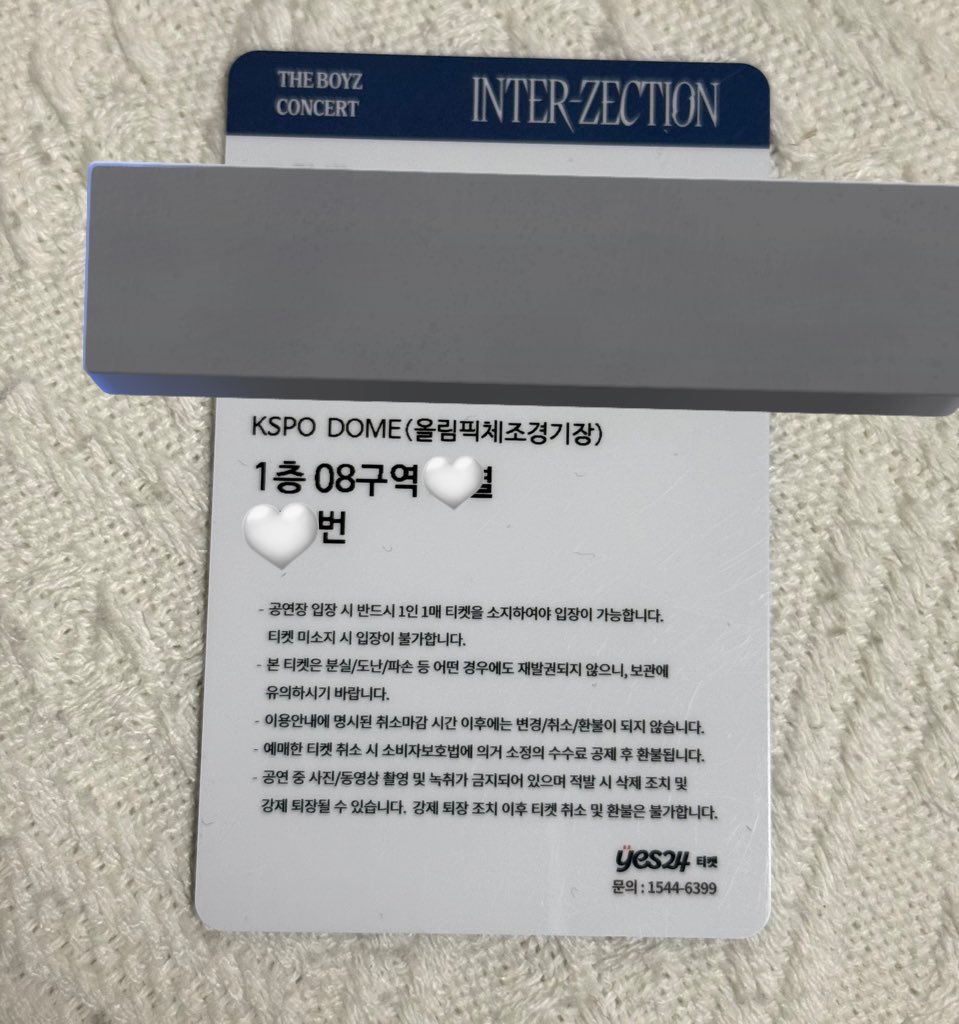 THE BOYZ
CONCERT
INTER-ZECTION
KSPO DOME(올림픽체조경기장)
1층 08구역 열
번
- 공연장 입장 시 반드시 1인 1매 티켓을 소지하여야 입장이 가능합니다.
티켓 미소지 시 입장이 불가합니다.
- 본 티켓은 분실/도난/파손 등 어떤 경우에도 재발권되지 않으니, 보관에
유의하시기 바랍니다.
- 이용안내에 명시된 취소마감 시간 이후에는 변경/취소/환불이 되지 않습니다.
- 예매한 티켓 취소 시 소비자보호법에 의거 소정의 수수료 공제 후 환불됩니다.
- 공연 중 사진/동영상 촬영 및 녹취가 금지되어 있으며 적발 시 삭제 조치 및
강제 퇴장될 수 있습니다. 강제 퇴장 조치 이후 티켓 취소 및 환불은 불가합니다.
yes24 티켓
문의 : 1544-6399